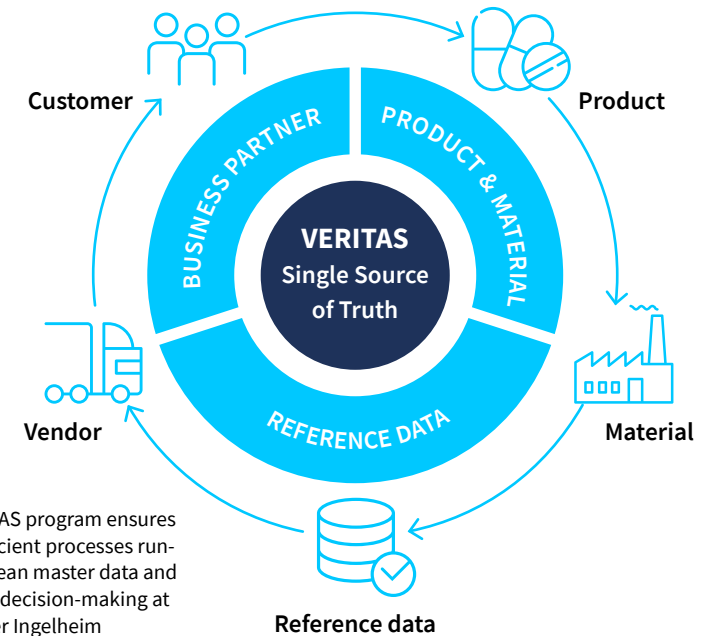 Customer
Product
BUSINESS PARTNER
PRODUCT & MATERIAL
VERITAS
Single Source
of Truth
REFERENCE DATA
Vendor
Material
AS program ensures
cient processes run-
ean master data and
decision-making at
er Ingelheim
Reference data